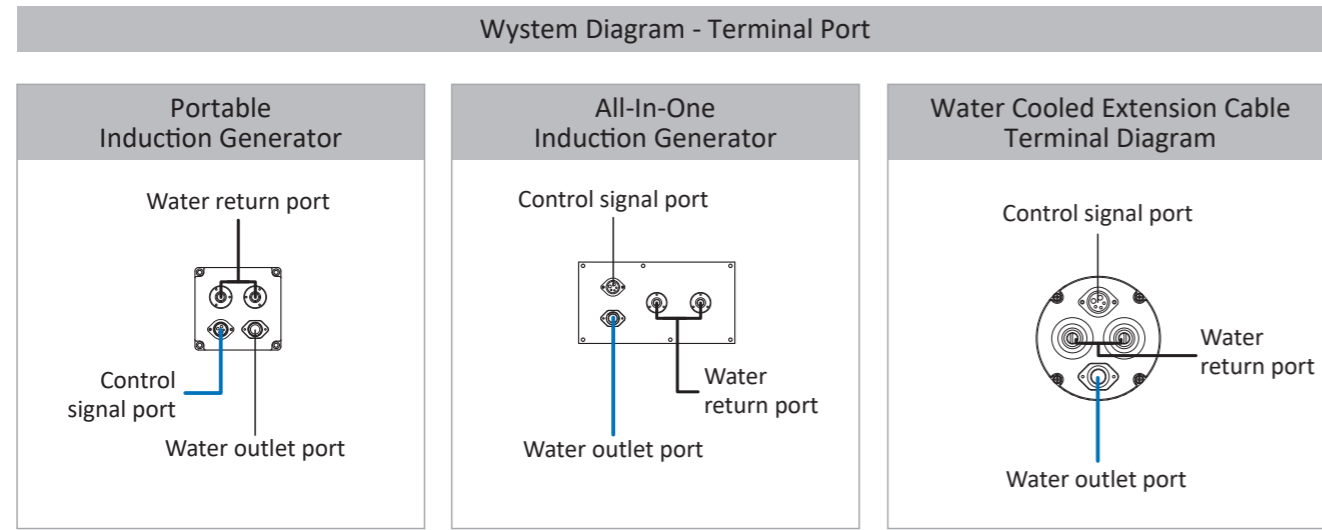 Wystem Diagram - Terminal Port
Portable
Induction Generator
Water return port
Control
signal port
Water outlet port
All-In-One
Induction Generator
Control signal port
Water
return port
Water outlet port
Water Cooled Extension Cable
Terminal Diagram
Control signal port
Water
return port
Water outlet port